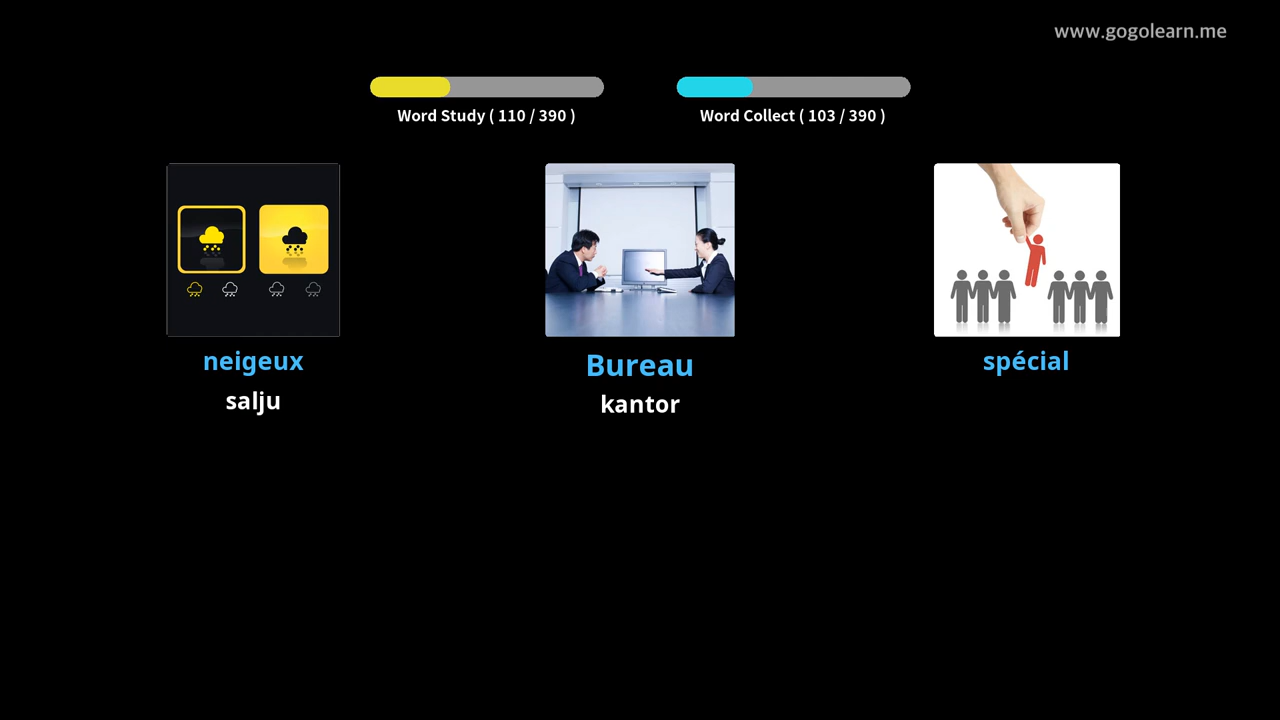 www.gogolearn.me
Word Study ( 110 / 390 )
Word Collect ( 103 / 390 )
neigeux
Bureau
spécial
salju
kantor